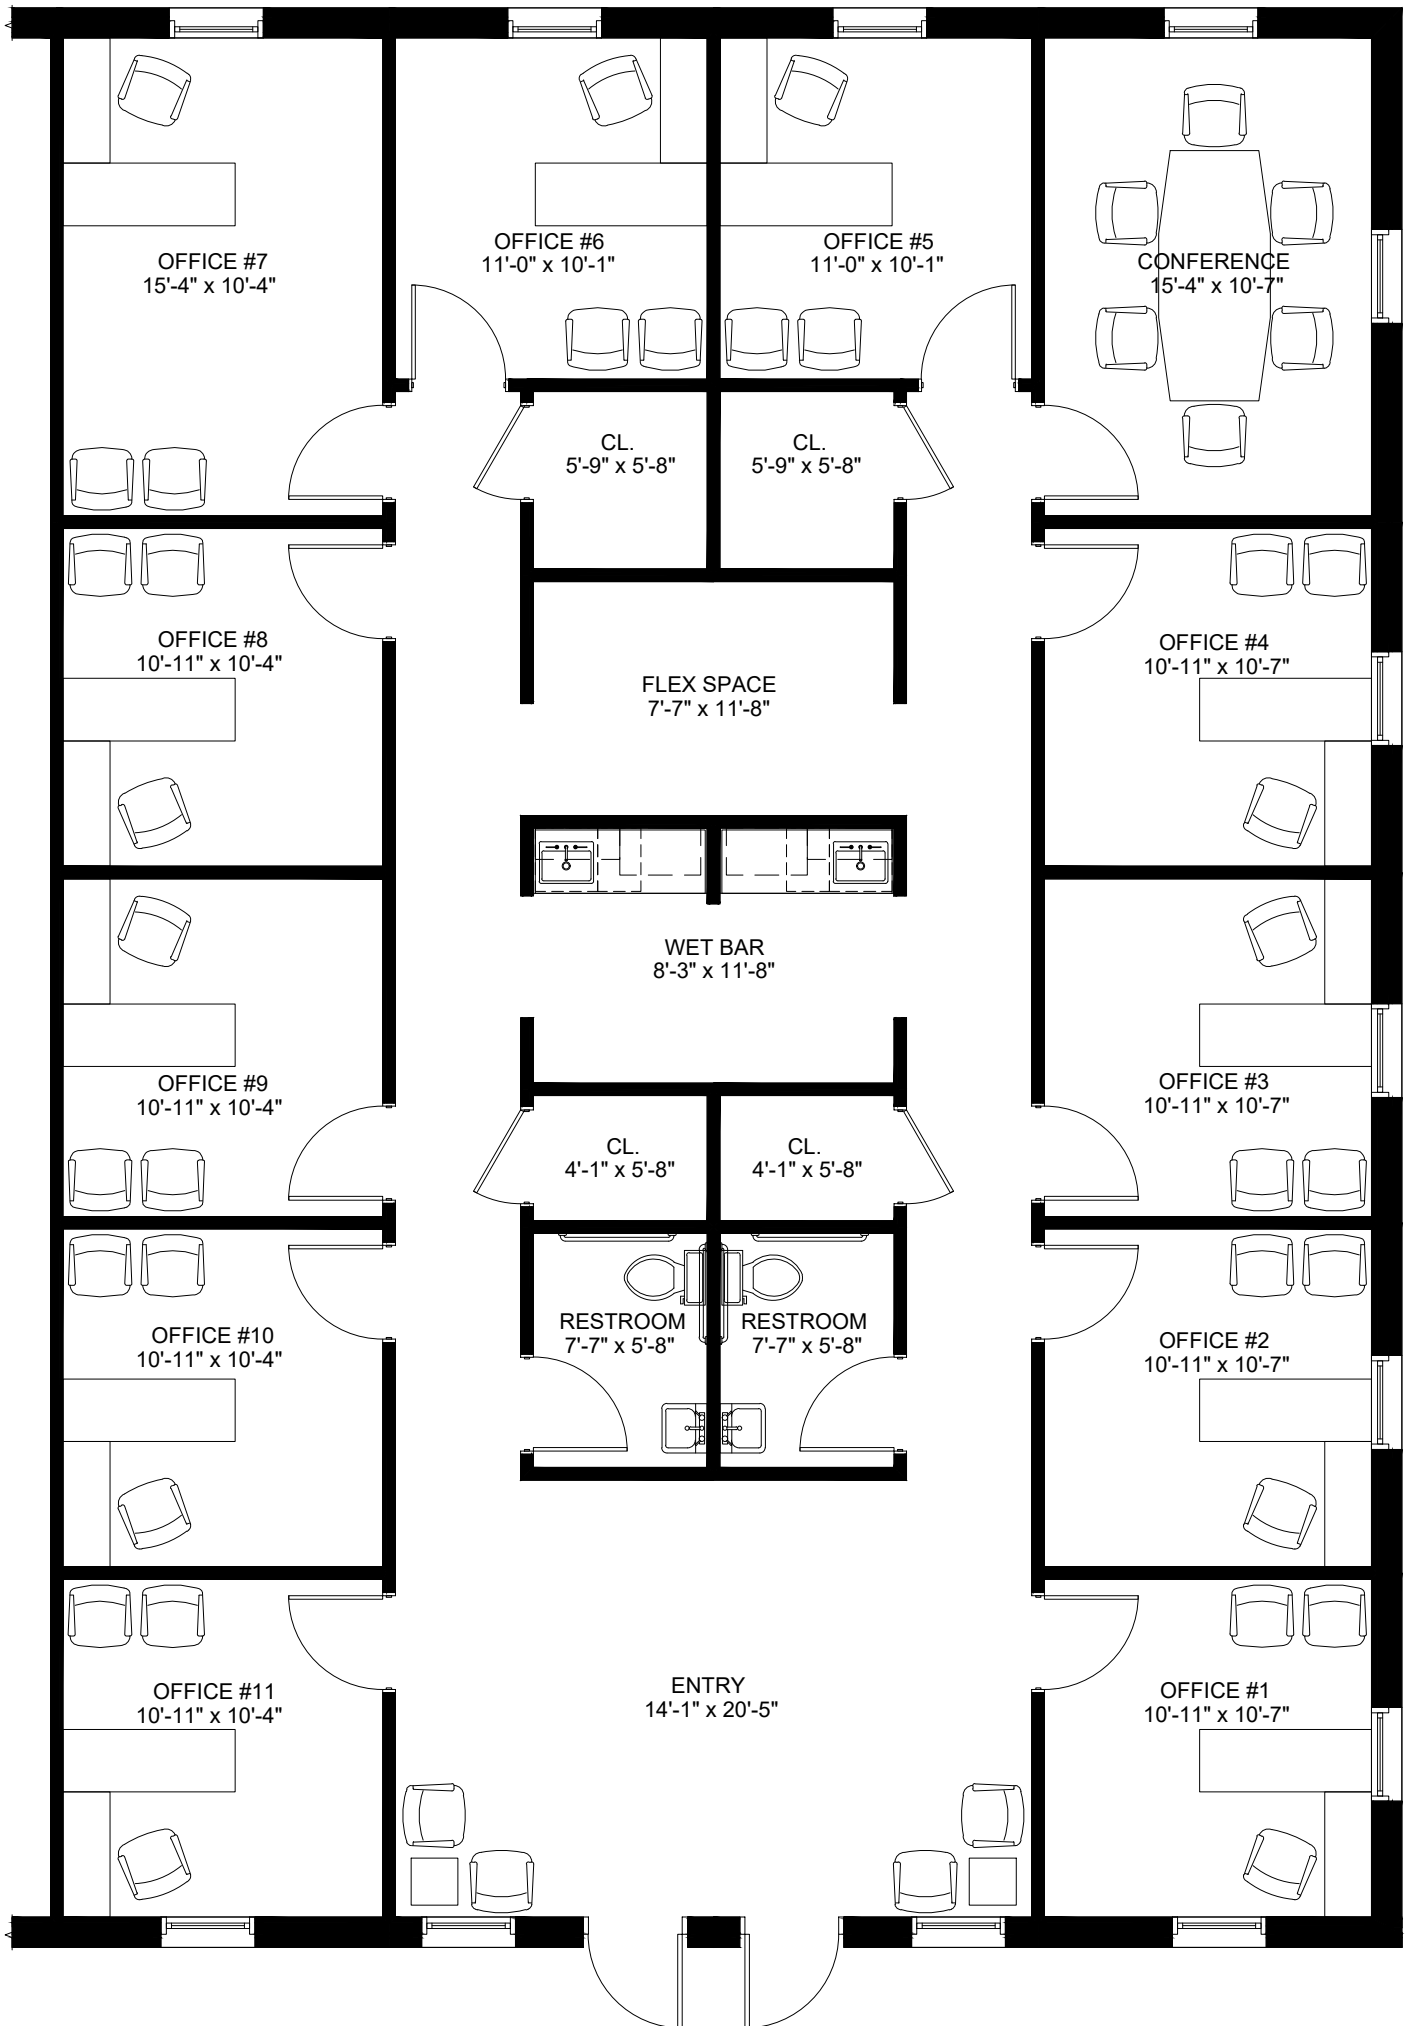 OFFICE #7
15'-4" x 10'-4"
OFFICE #6
11'-0" x 10'-1"
OFFICE #5
11'-0" x 10'-1"
CONFERENCE
15'-4" x 10'-7"
CL.
5'-9" x 5'-8"
CL.
5'-9" x 5'-8"
OFFICE #8
10'-11" x 10'-4"
FLEX SPACE
7'-7" x 11'-8"
OFFICE #4
10'-11" x 10'-7"
WET BAR
8'-3" x 11'-8"
OFFICE #9
10'-11" x 10'-4"
OFFICE #3
10'-11" x 10'-7"
CL.
4'-1" x 5'-8"
CL.
4'-1" x 5'-8"
RESTROOM
7'-7" x 5'-8"
RESTROOM
7'-7" x 5'-8"
OFFICE #10
10'-11" x 10'-4"
OFFICE #2
10'-11" x 10'-7"
OFFICE #11
10'-11" x 10'-4"
ENTRY
14'-1" x 20'-5"
OFFICE #1
10'-11" x 10'-7"